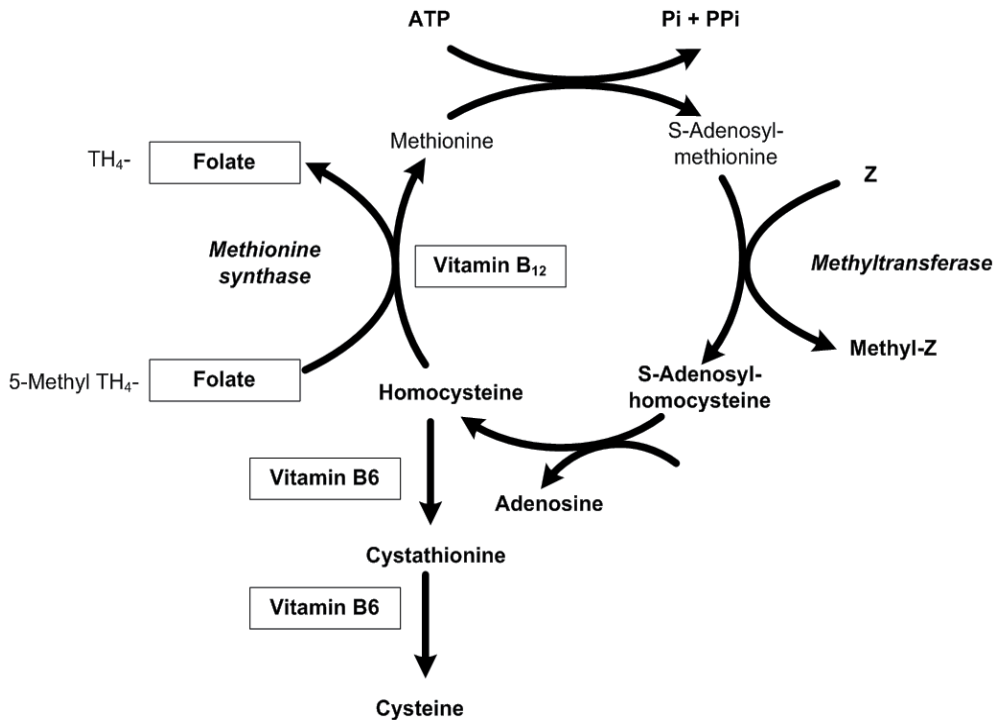 ATP
Pi + PPi
Methionine
S-Adenosyl-
methionine
TH₄-
Folate
Z
Methionine
synthase
Vitamin B₁₂
Methyltransferase
5-Methyl TH₄-
Folate
Methyl-Z
Homocysteine
S-Adenosyl-
homocysteine
Vitamin B6
Adenosine
Cystathionine
Vitamin B6
Cysteine